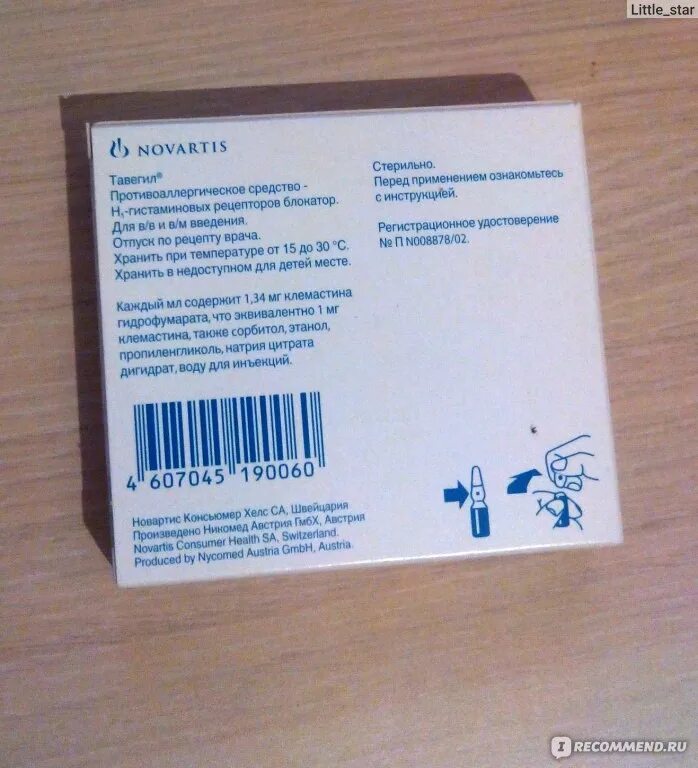 Little_star
NOVARTIS
Тавегил®
Противоаллергическое средство -
H₁-гистаминовых рецепторов блокатор.
Для в/в и в/м введения.
Отпуск по рецепту врача.
Хранить при температуре от 15 до 30 °С.
Хранить в недоступном для детей месте.
Каждый мл содержит 1,34 мг клемастина
гидрофумарата, что эквивалентно 1 мг
клемастина, также сорбитол, этанол,
пропиленгликоль, натрия цитрата
дигидрат, воду для инъекций.
4 607045 190060
Новартис Консьюмер Хелс СА, Швейцария
Произведено Никомед Австрия ГмбХ, Австрия
Novartis Consumer Health SA, Switzerland.
Produced by Nycomed Austria GmbH, Austria.
Стерильно.
Перед применением ознакомьтесь
с инструкцией.
Регистрационное удостоверение
№ П N008878/02.
I RECOMMEND.RU